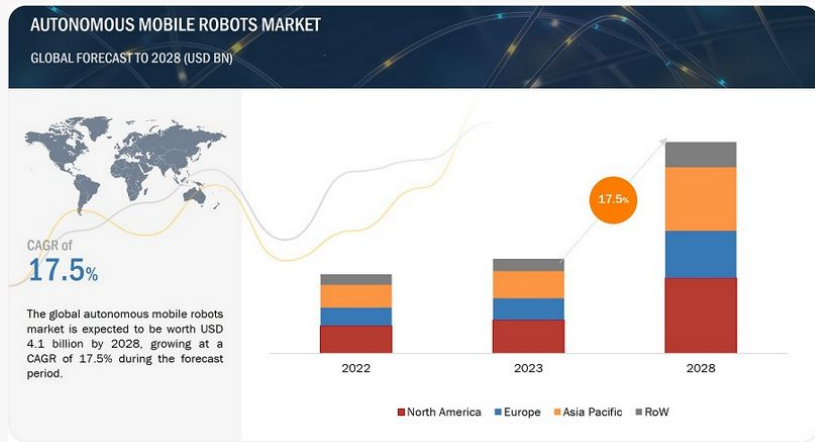 AUTONOMOUS MOBILE ROBOTS MARKET
GLOBAL FORECAST TO 2028 (USD BN)
CAGR of
17.5%
The global autonomous mobile robots
market is expected to be worth USD
4.1 billion by 2028, growing at a
CAGR of 17.5% during the forecast
period.
17.5%
2022
2023
2028
North America
Europe
Asia Pacific
RoW